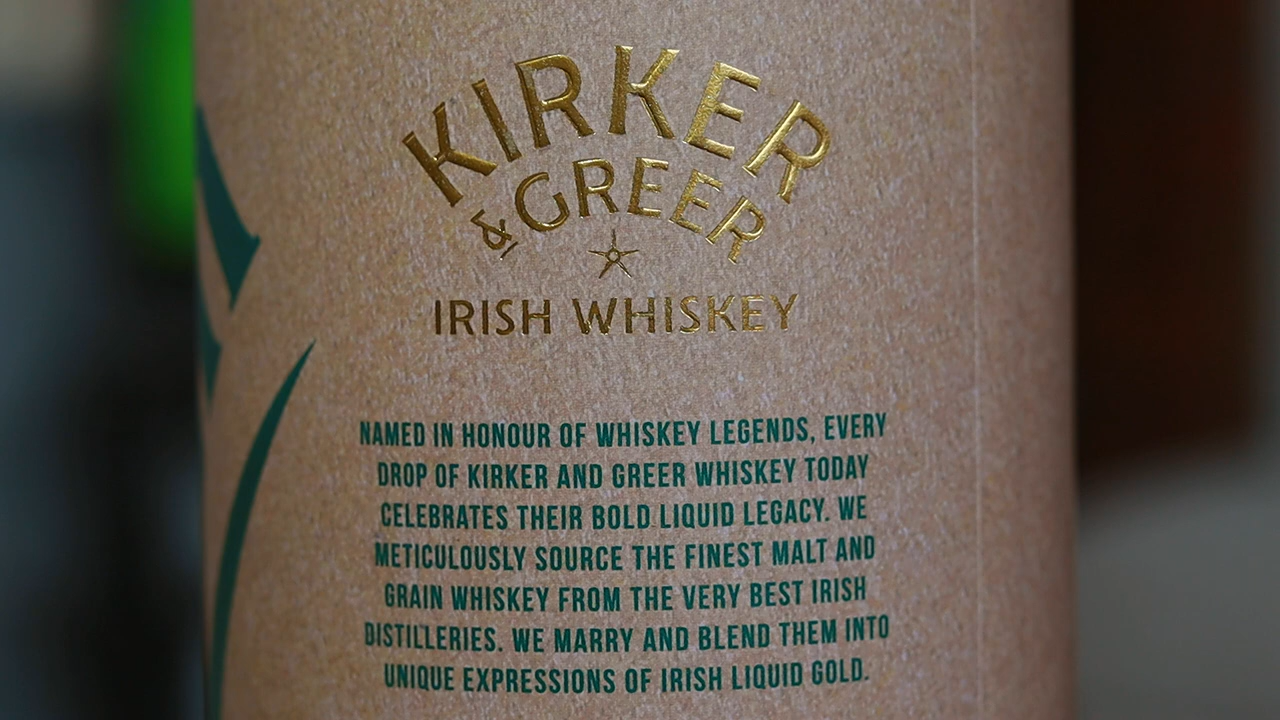 KIRKER
& GREER
IRISH WHISKEY
NAMED IN HONOUR OF WHISKEY LEGENDS, EVERY
DROP OF KIRKER AND GREER WHISKEY TODAY
CELEBRATES THEIR BOLD LIQUID LEGACY. WE
METICULOUSLY SOURCE THE FINEST MALT AND
GRAIN WHISKEY FROM THE VERY BEST IRISH
DISTILLERIES. WE MARRY AND BLEND THEM INTO
UNIQUE EXPRESSIONS OF IRISH LIQUID GOLD.